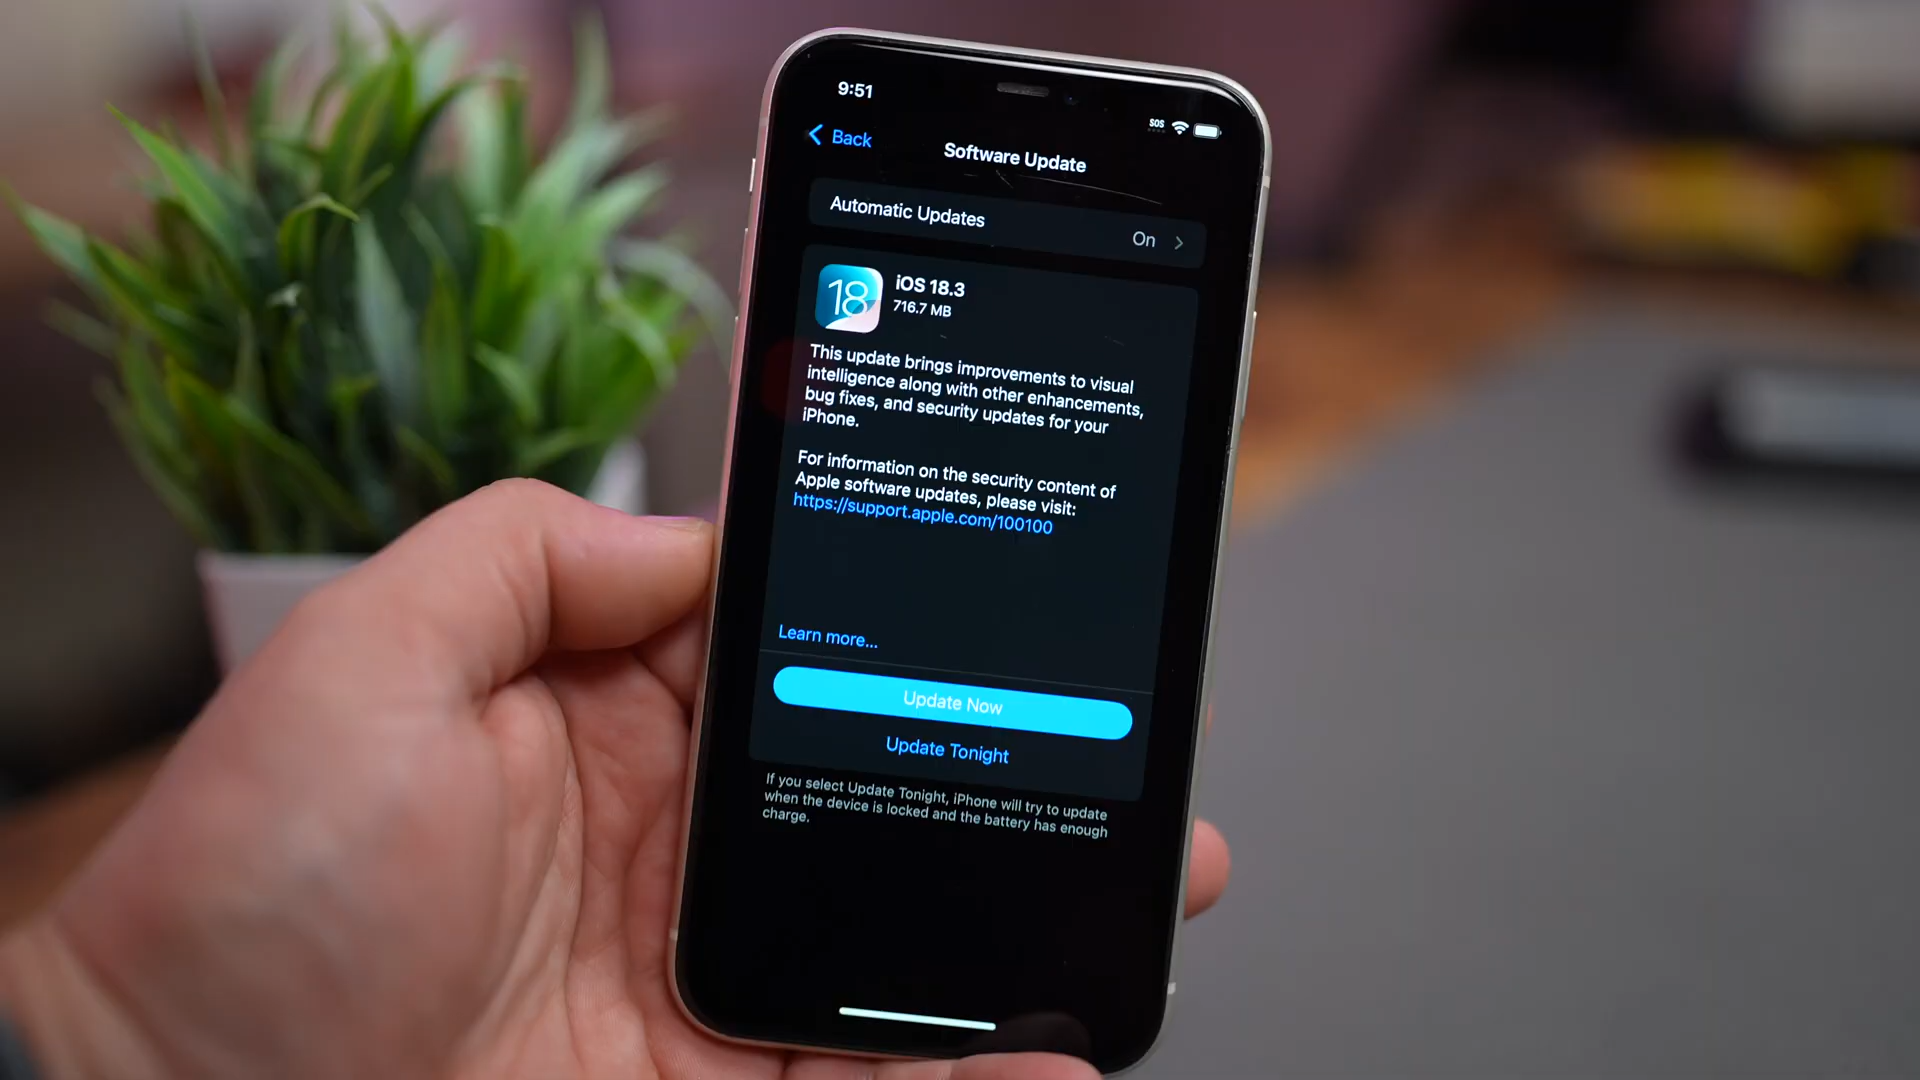 9:51
SOS
Back
Software Update
Automatic Updates
On
18
iOS 18.3
716.7 MB
This update brings improvements to visual
intelligence along with other enhancements,
bug fixes, and security updates for your
iPhone.
For information on the security content of
Apple software updates, please visit:
https://support.apple.com/100100
Learn more...
Update Now
Update Tonight
If you select Update Tonight, iPhone will try to update
when the device is locked and the battery has enough
charge.